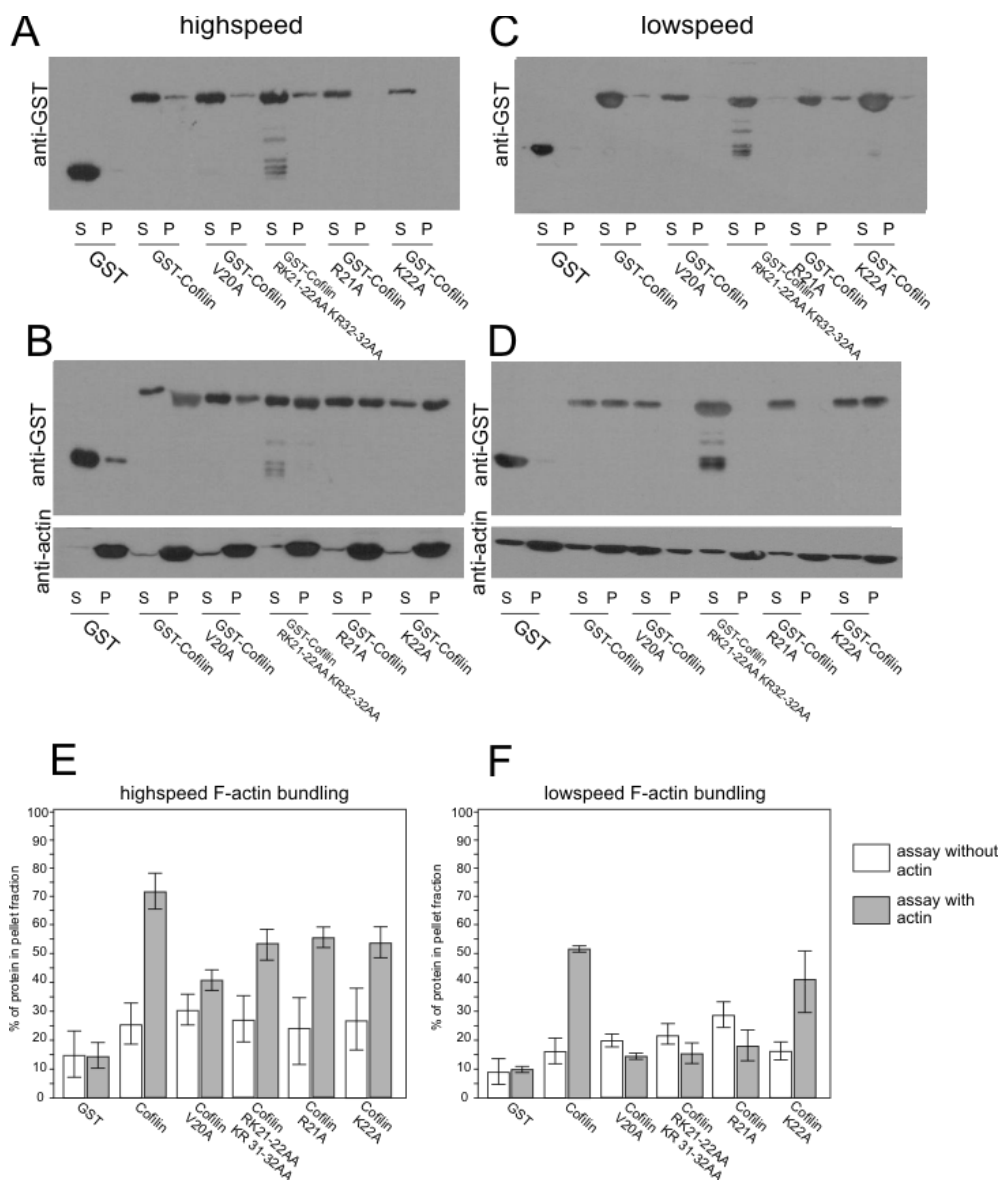 A
highspeed
C
lowspeed
anti-GST
anti-GST
S P S P S P S P S P S P
GST
GST-Cofilin
GST-Cofilin
V20A
GST-Cofilin
RK21-22AA KR32-32AA
GST-Cofilin
R21A
GST-Cofilin
K22A
S P S P S P S P S P S P
GST
GST-Cofilin
GST-Cofilin
V20A
GST-Cofilin
RK21-22AA KR32-32AA
GST-Cofilin
R21A
GST-Cofilin
K22A
B
D
anti-GST
anti-actin
anti-GST
anti-actin
S P S P S P S P S P S P
GST
GST-Cofilin
GST-Cofilin
V20A
GST-Cofilin
RK21-22AA KR32-32AA
GST-Cofilin
R21A
GST-Cofilin
K22A
S P S P S P S P S P S P
GST
GST-Cofilin
GST-Cofilin
V20A
GST-Cofilin
RK21-22AA KR32-32AA
GST-Cofilin
R21A
GST-Cofilin
K22A
E
highspeed F-actin bundling
% of protein in pellet fraction
100
90
80
70
60
50
40
30
20
10
0
GST
Cofilin
Cofilin
V20A
Cofilin
RK21-22AA
KR 31-32AA
Cofilin
R21A
Cofilin
K22A
F
lowspeed F-actin bundling
% of protein in pellet fraction
100
90
80
70
60
50
40
30
20
10
0
GST
Cofilin
Cofilin
V20A
Cofilin
RK21-22AA
KR 31-32AA
Cofilin
R21A
Cofilin
K22A
assay without
actin
assay with
actin